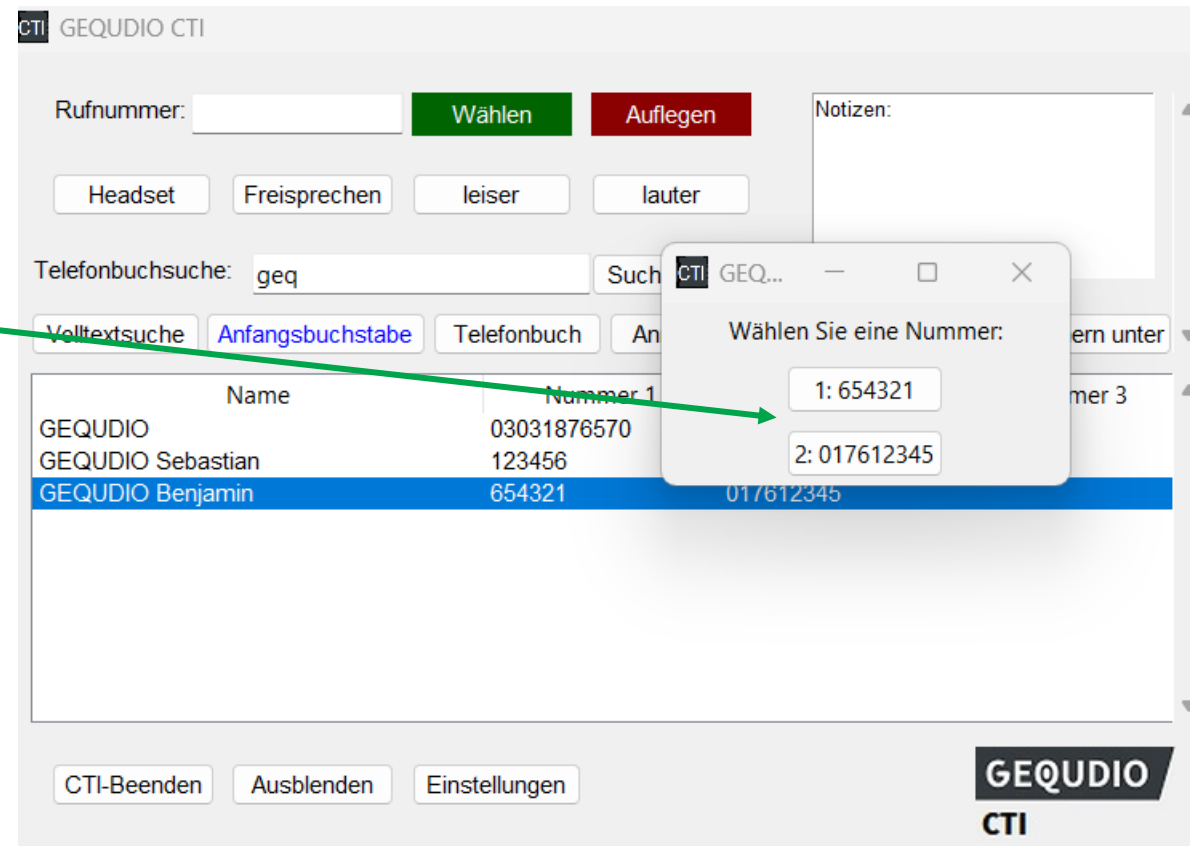 CTI GEQUDIO CTI
Rufnummer: Wählen Auflegen Notizen:
Headset Freisprechen leiser lauter
Telefonbuchsuche: geq Such
CTI GEQ...
Volltextsuche Anfangsbuchstabe Telefonbuch An ern unter
Wählen Sie eine Nummer:
1: 654321
2: 017612345
Name Nummer 1 mer 3
GEQUDIO 03031876570
GEQUDIO Sebastian 123456
GEQUDIO Benjamin 654321 017612345
CTI-Beenden Ausblenden Einstellungen
GEQUDIO
CTI